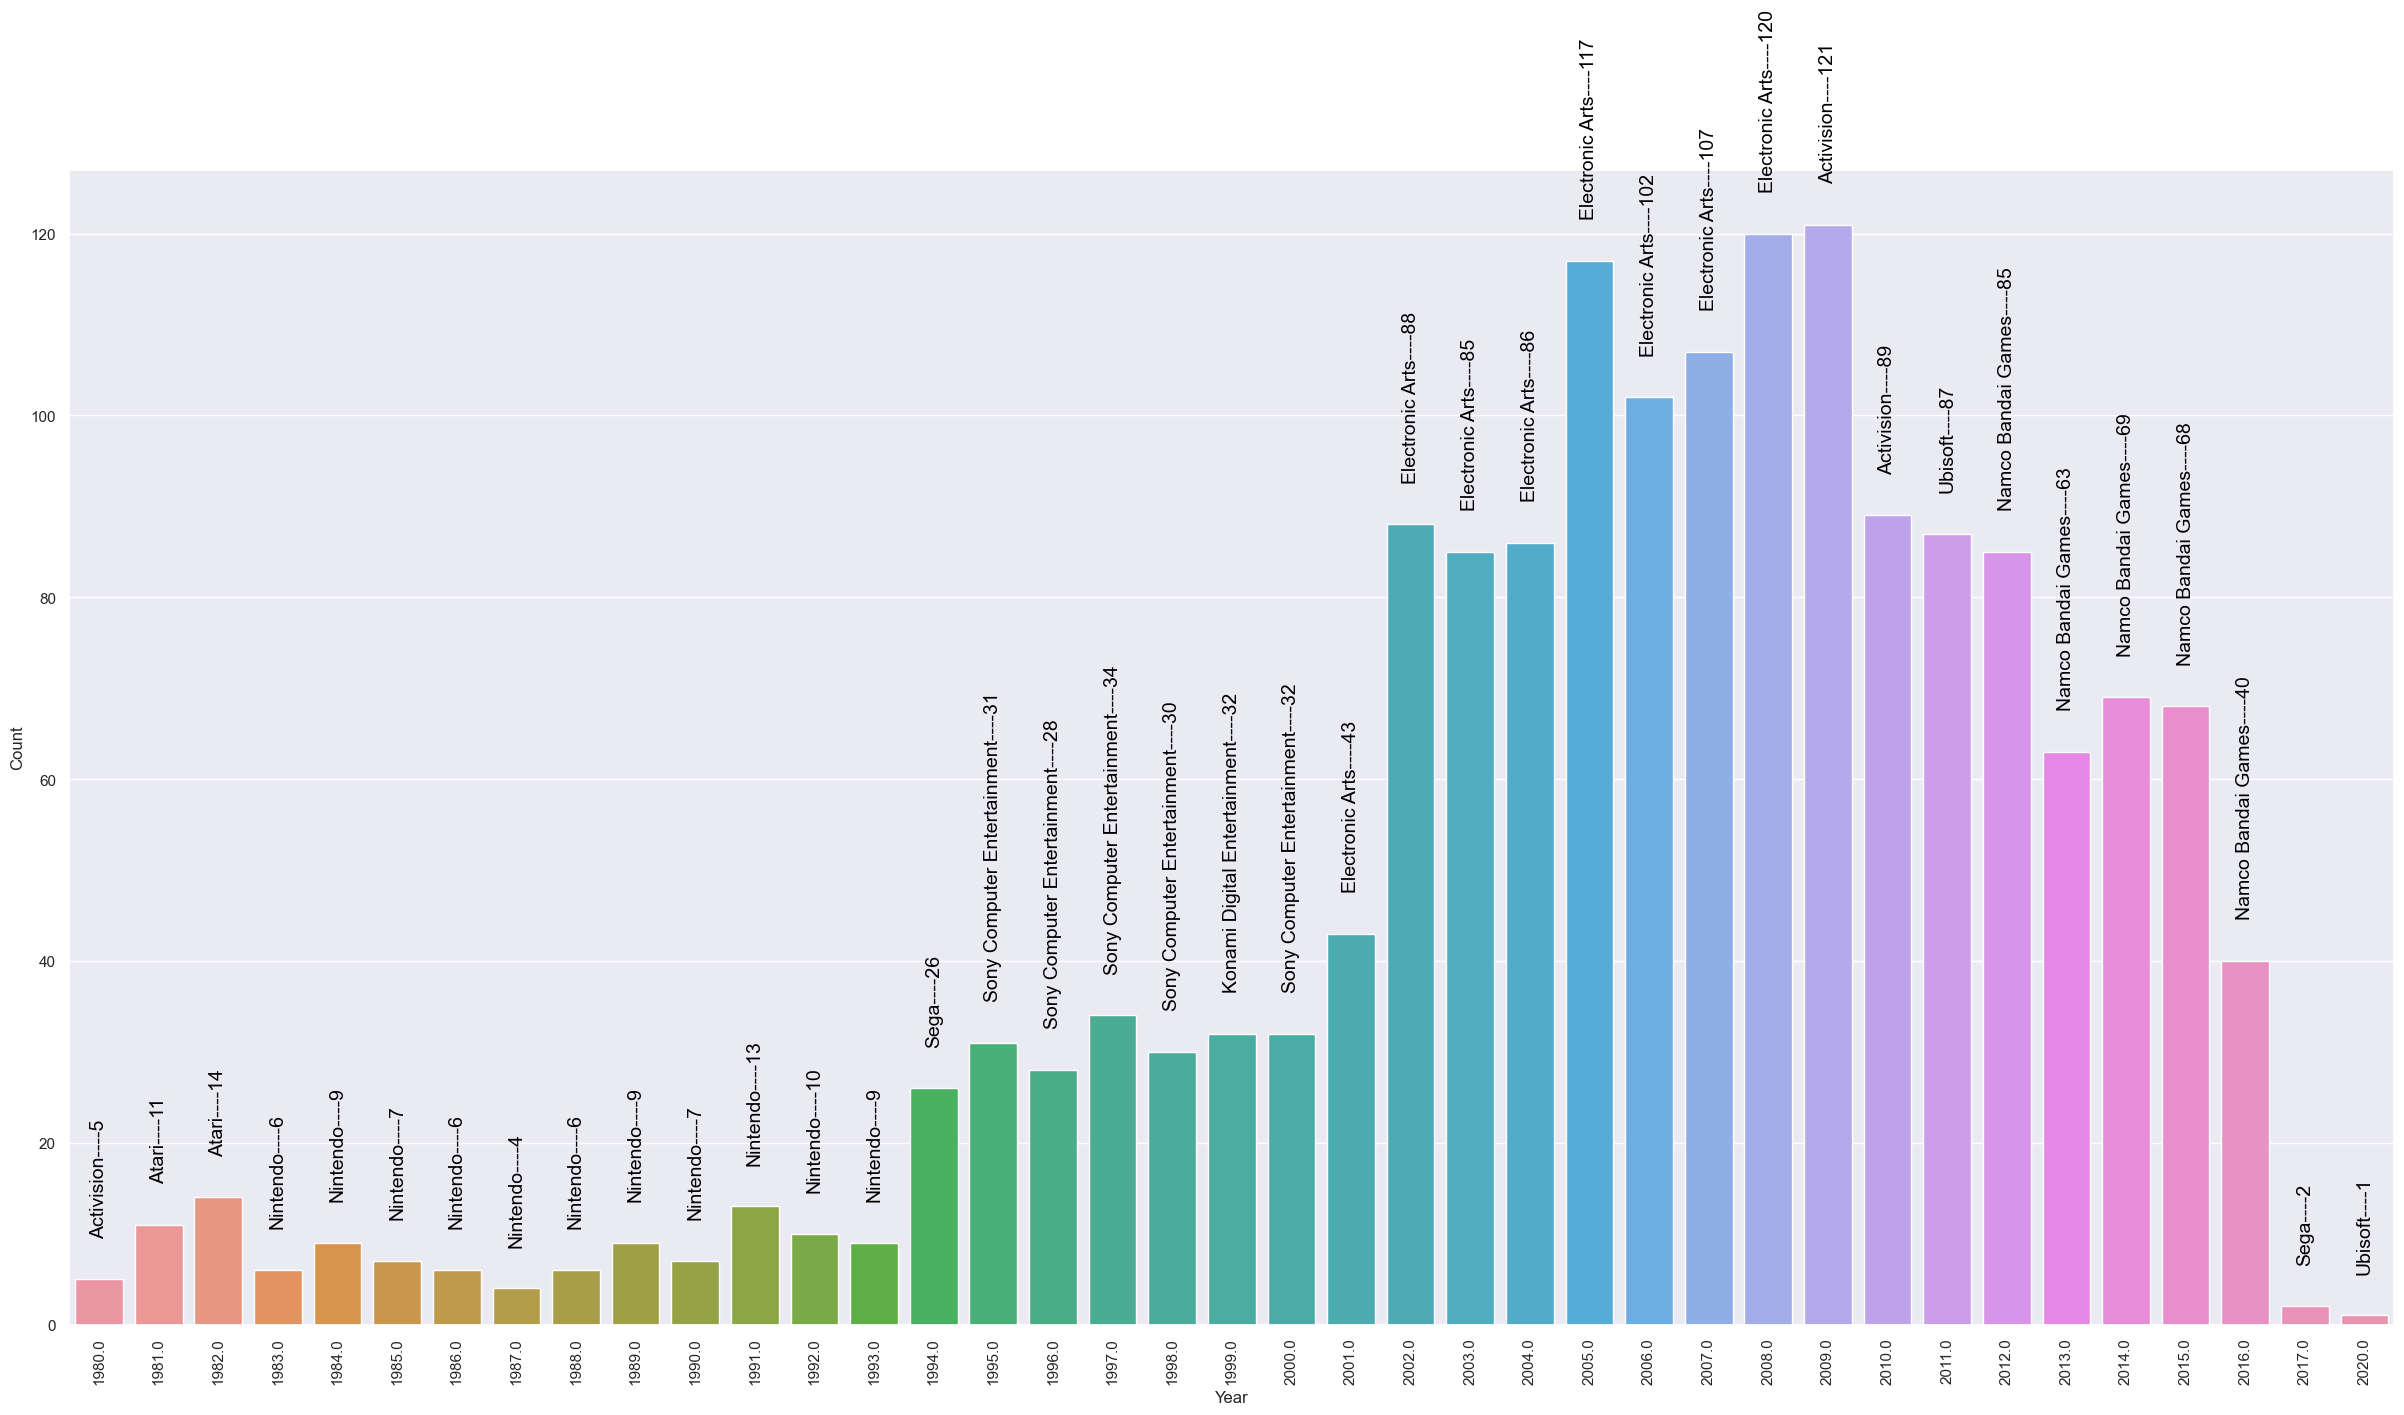 Activision----5
Atari----11
Atari----14
Nintendo----6
Nintendo----9
Nintendo----7
Nintendo----6
Nintendo----4
Nintendo----6
Nintendo----9
Nintendo----7
Nintendo----13
Nintendo----10
Nintendo----9
Sega----26
Sony Computer Entertainment----31
Sony Computer Entertainment----28
Sony Computer Entertainment----34
Sony Computer Entertainment----30
Konami Digital Entertainment----32
Sony Computer Entertainment----32
Electronic Arts----43
Electronic Arts----88
Electronic Arts----85
Electronic Arts----86
Electronic Arts----117
Electronic Arts----102
Electronic Arts----107
Electronic Arts----120
Activision----121
Activision----89
Ubisoft----87
Namco Bandai Games----85
Namco Bandai Games----63
Namco Bandai Games----69
Namco Bandai Games----68
Namco Bandai Games----40
Sega----2
Ubisoft----1
Count
120
100
80
60
40
20
0
1980.0
1981.0
1982.0
1983.0
1984.0
1985.0
1986.0
1987.0
1988.0
1989.0
1990.0
1991.0
1992.0
1993.0
1994.0
1995.0
1996.0
1997.0
1998.0
1999.0
2000.0
2001.0
2002.0
2003.0
2004.0
2005.0
2006.0
2007.0
2008.0
2009.0
2010.0
2011.0
2012.0
2013.0
2014.0
2015.0
2016.0
2017.0
2020.0
Year